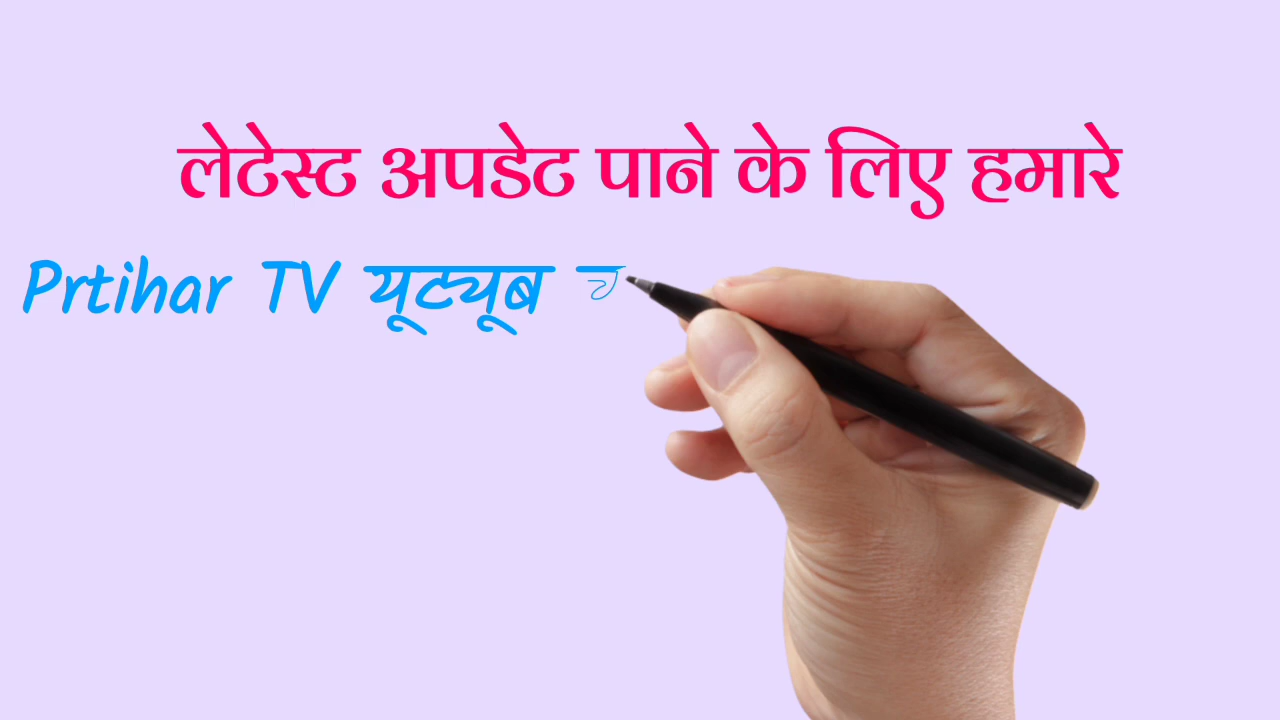 लेटेस्ट अपडेट पाने के लिए हमारे
Prtihar TV यूट्यूब